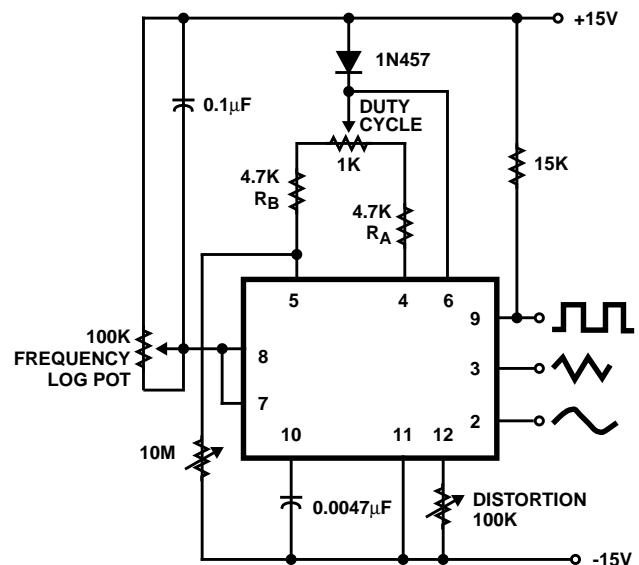 +15V
1N457
0.1μF
DUTY
CYCLE
1K
15K
4.7K
RB
4.7K
RA
5
4
6
9
100K
FREQUENCY
LOG POT
8
3
7
2
10
11
12
10M
0.0047μF
DISTORTION
100K
-15V